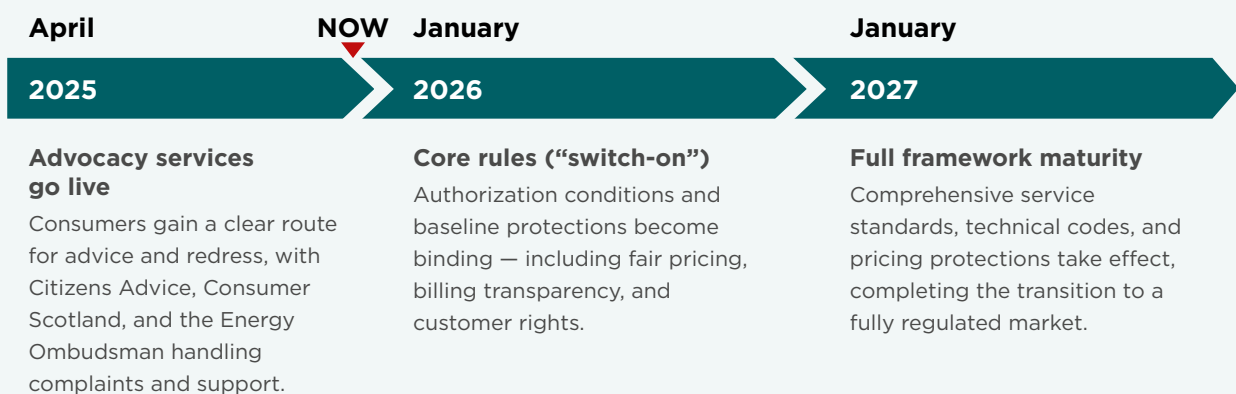 April
NOW
January
January
2025
2026
2027
Advocacy services
go live
Consumers gain a clear route
for advice and redress, with
Citizens Advice, Consumer
Scotland, and the Energy
Ombudsman handling
complaints and support.
Core rules (“switch-on”)
Authorization conditions and
baseline protections become
binding — including fair pricing,
billing transparency, and
customer rights.
Full framework maturity
Comprehensive service
standards, technical codes, and
pricing protections take effect,
completing the transition to a
fully regulated market.